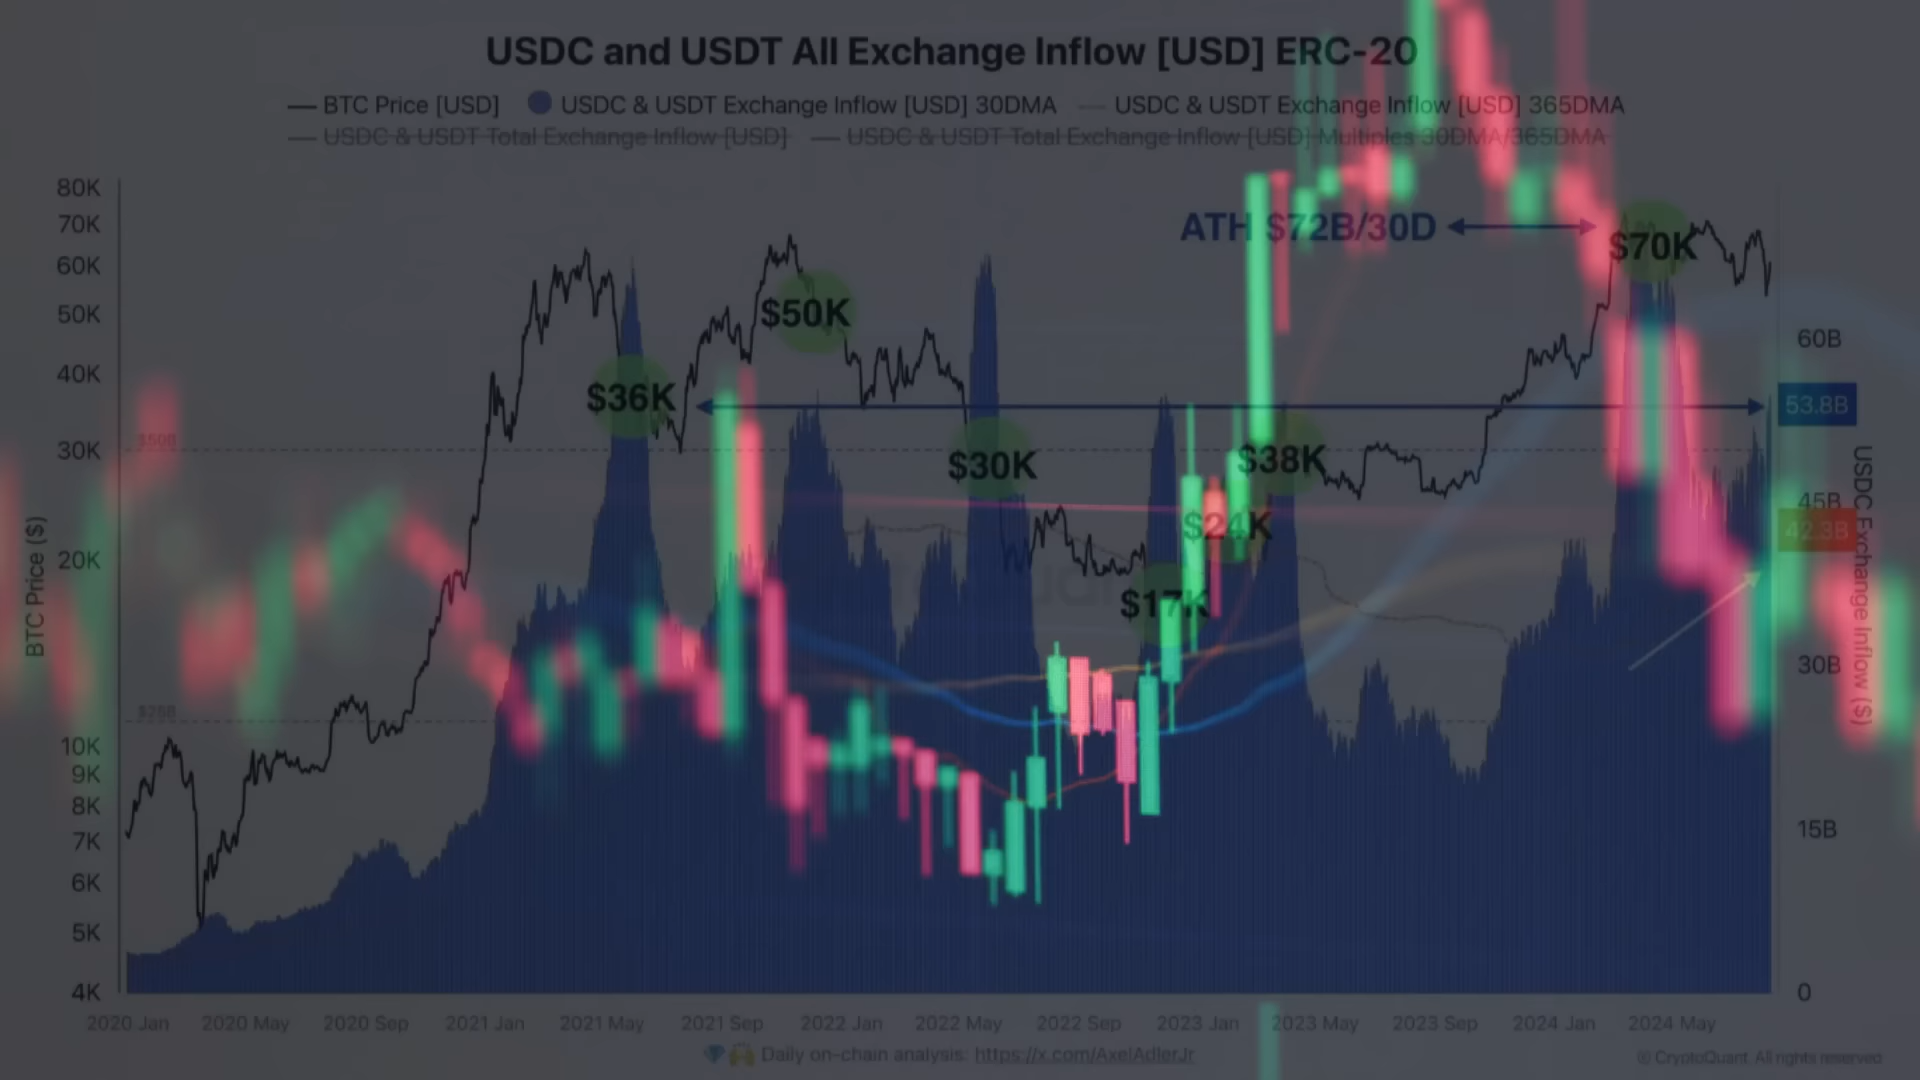 USDC and USDT All Exchange Inflow [USD] ERC-20
BTC Price [USD] USDC & USDT Exchange Inflow [USD] 30DMA USDC & USDT Exchange Inflow [USD] 365DMA
USDC & USDT Total Exchange Inflow [USD] USDC & USDT Total Exchange Inflow [USD] Multiples 30DMA/365DMA
80K
70K
60K
50K
40K
30K
20K
10K
9K
8K
7K
6K
5K
4K
BTC Price ($)
$50B
$25B
ATH $72B/30D
$70K
$50K
$36K
$30K
$38K
$24K
$17K
60B
53.8B
45B
42.3B
30B
15B
0
USDC Exchange Inflow ($)
2020 Jan 2020 May 2020 Sep 2021 Jan 2021 May 2021 Sep 2022 Jan 2022 May 2022 Sep 2023 Jan 2023 May 2023 Sep 2024 Jan 2024 May
Daily on-chain analysis: https://x.com/AxelAdlerJr
© CryptoQuant. All rights reserved